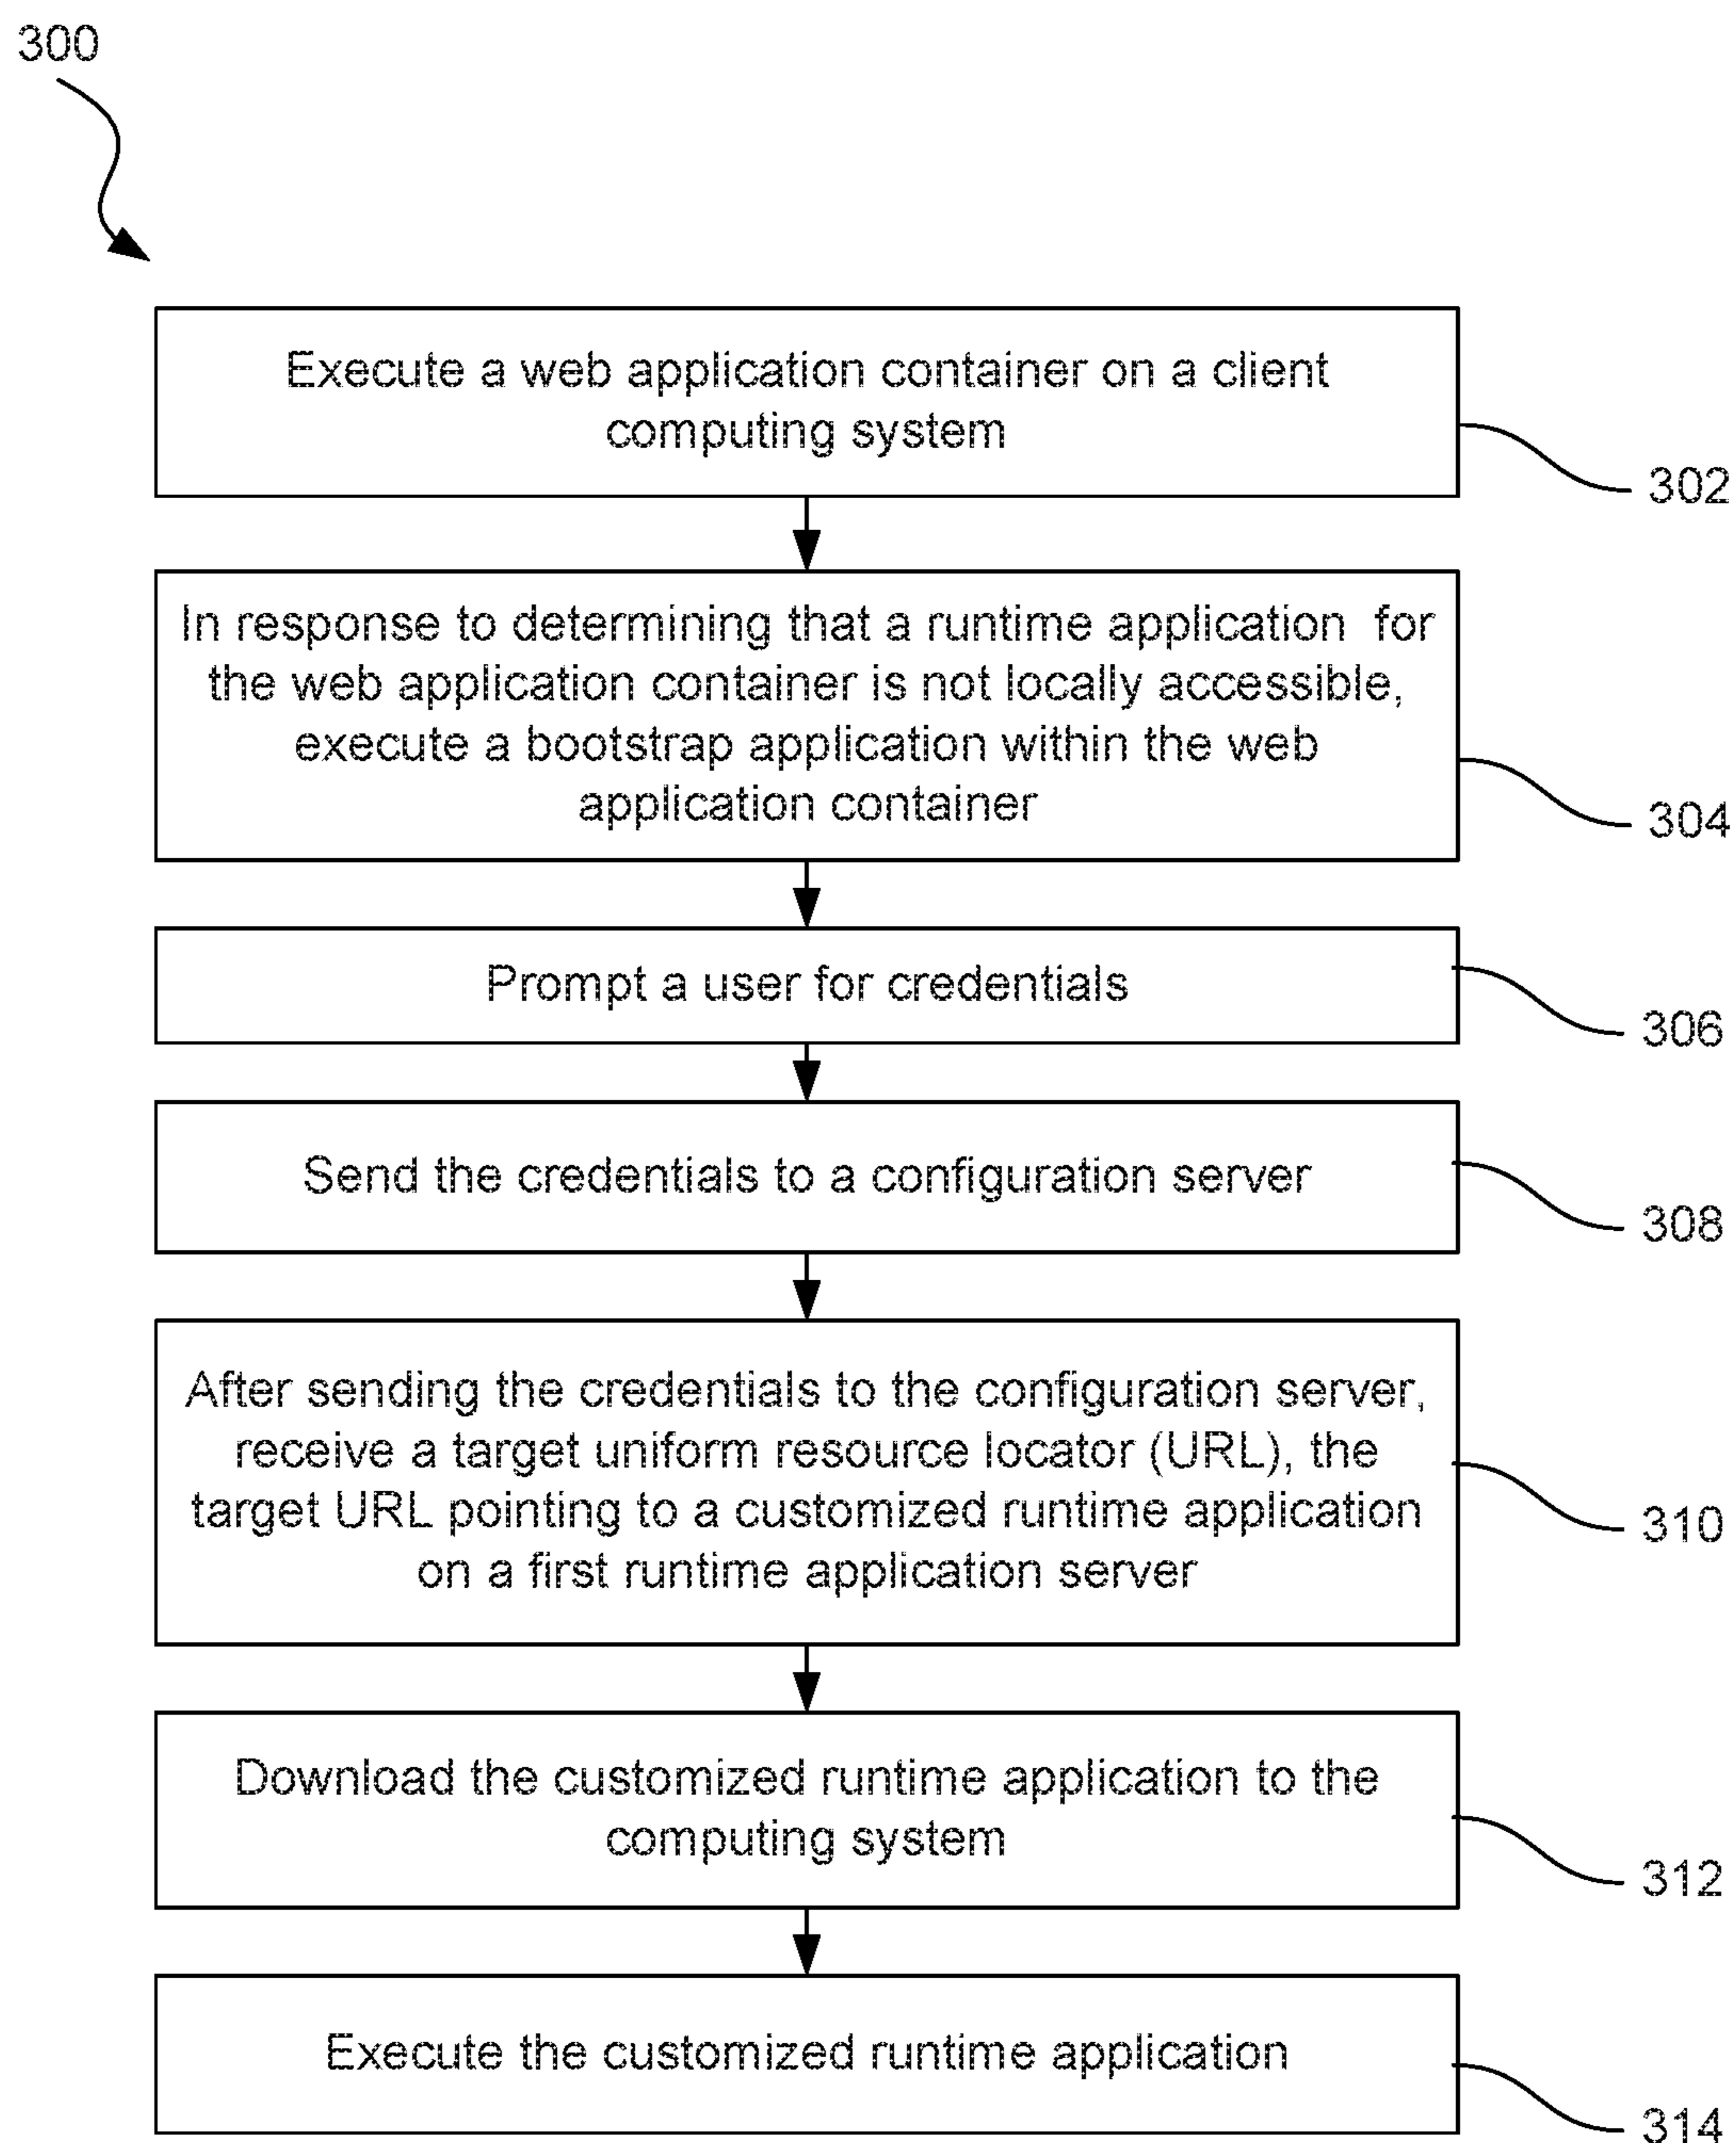 300
Execute a web application container on a client
computing system
302
In response to determining that a runtime application for
the web application container is not locally accessible,
execute a bootstrap application within the web
application container
304
Prompt a user for credentials
306
Send the credentials to a configuration server
308
After sending the credentials to the configuration server,
receive a target uniform resource locator (URL), the
target URL pointing to a customized runtime application
on a first runtime application server
310
Download the customized runtime application to the
computing system
312
Execute the customized runtime application
314